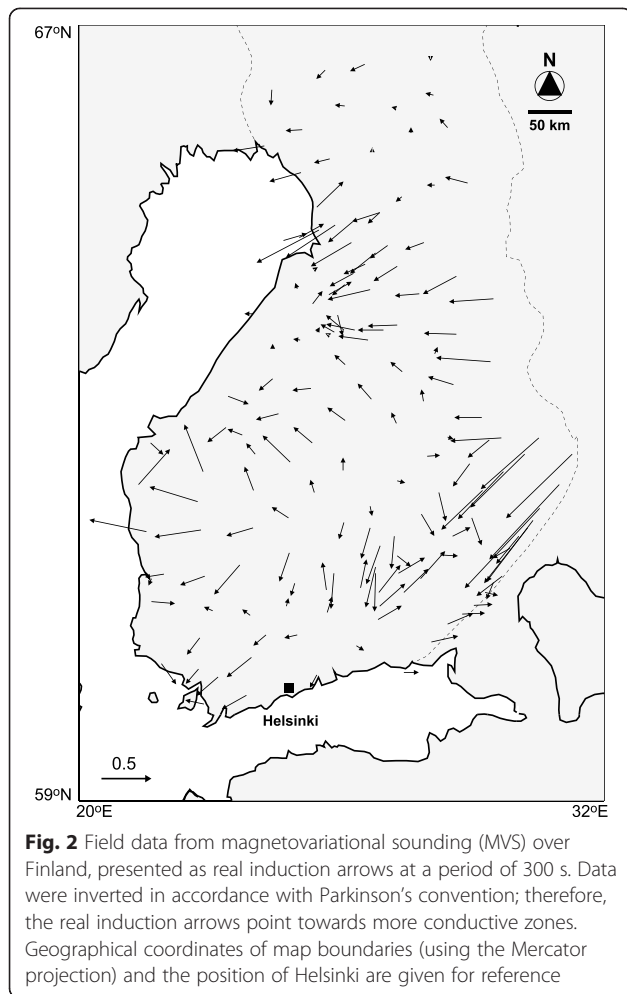 67°N
N
50 km
Helsinki
0.5
59°N
20°E
32°E
Fig. 2 Field data from magnetovariational sounding (MVS) over
Finland, presented as real induction arrows at a period of 300 s. Data
were inverted in accordance with Parkinson's convention; therefore,
the real induction arrows point towards more conductive zones.
Geographical coordinates of map boundaries (using the Mercator
projection) and the position of Helsinki are given for reference